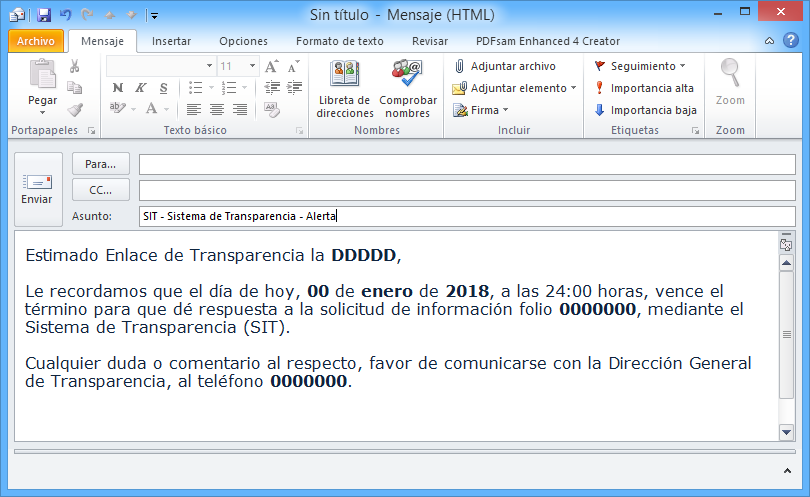 Sin título - Mensaje (HTML)
Archivo Mensaje Insertar Opciones Formato de texto Revisar PDFsam Enhanced 4 Creator
Pegar
Portapapeles
11
N K S
Texto básico
Libreta de direcciones
Comprobar nombres
Nombres
Adjuntar archivo
Adjuntar elemento
Firma
Incluir
Seguimiento
Importancia alta
Importancia baja
Etiquetas
Zoom
Zoom
Enviar
Para...
CC...
Asunto: SIT - Sistema de Transparencia - Alerta
Estimado Enlace de Transparencia la DDDDD,
Le recordamos que el día de hoy, 00 de enero de 2018, a las 24:00 horas, vence el
término para que dé respuesta a la solicitud de información folio 0000000, mediante el
Sistema de Transparencia (SIT).
Cualquier duda o comentario al respecto, favor de comunicarse con la Dirección General
de Transparencia, al teléfono 0000000.